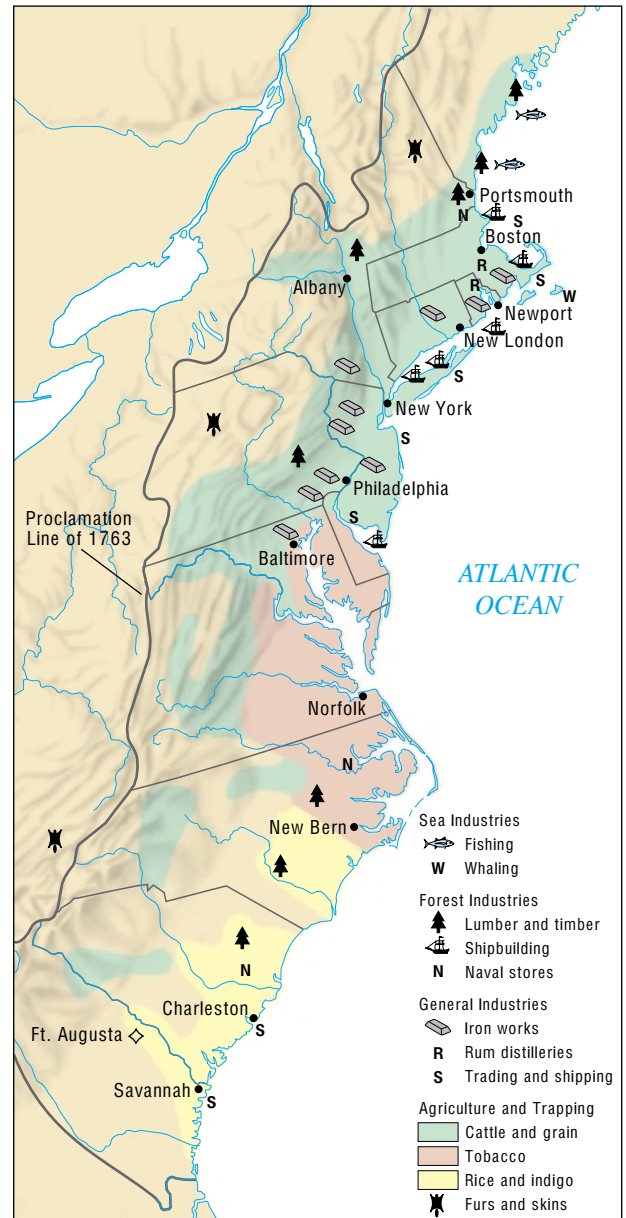 Portsmouth
N
S
Boston
R
S
Albany
R
W
Newport
New London
S
New York
S
Philadelphia
S
Proclamation
Line of 1763
Baltimore
ATLANTIC
OCEAN
Norfolk
N
New Bern
N
Charleston
S
Ft. Augusta
Savannah
S
Sea Industries
Fishing
W Whaling
Forest Industries
Lumber and timber
Shipbuilding
N Naval stores
General Industries
Iron works
R Rum distilleries
S Trading and shipping
Agriculture and Trapping
Cattle and grain
Tobacco
Rice and indigo
Furs and skins